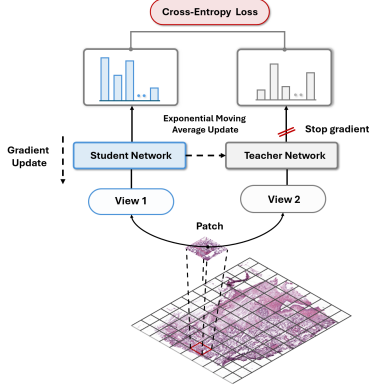 Cross-Entropy Loss
Exponential Moving
Average Update
Stop gradient
Gradient
Update
Student Network
Teacher Network
View 1
View 2
Patch